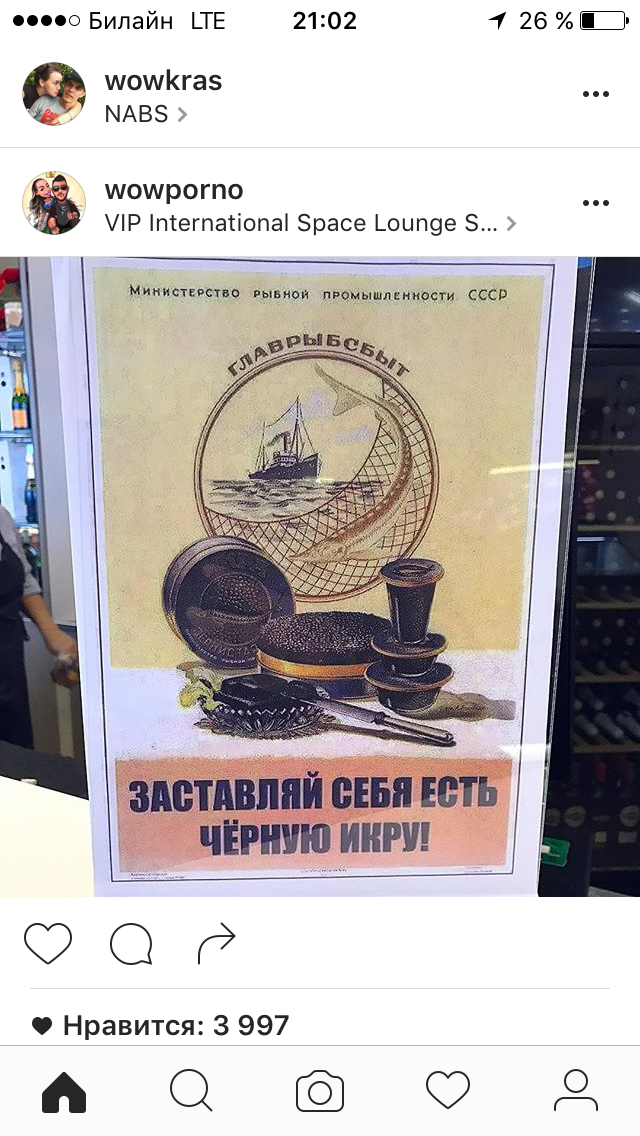 Билайн LTE 21:02 26 %
wowkras
NABS
wowporno
VIP International Space Lounge S...
МИНИСТЕРСТВО РЫБНОЙ ПРОМЫШЛЕННОСТИ СССР
ГЛАВРЫБСБЫТ
ЗАСТАВЛЯЙ СЕБЯ ЕСТЬ
ЧЁРНУЮ ИКРУ!
Нравится: 3 997